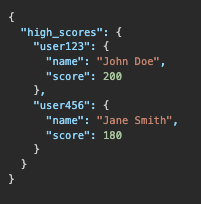 {
  "high_scores": {
    "user123": {
      "name": "John Doe",
      "score": 200
    },
    "user456": {
      "name": "Jane Smith",
      "score": 180
    }
  }
}